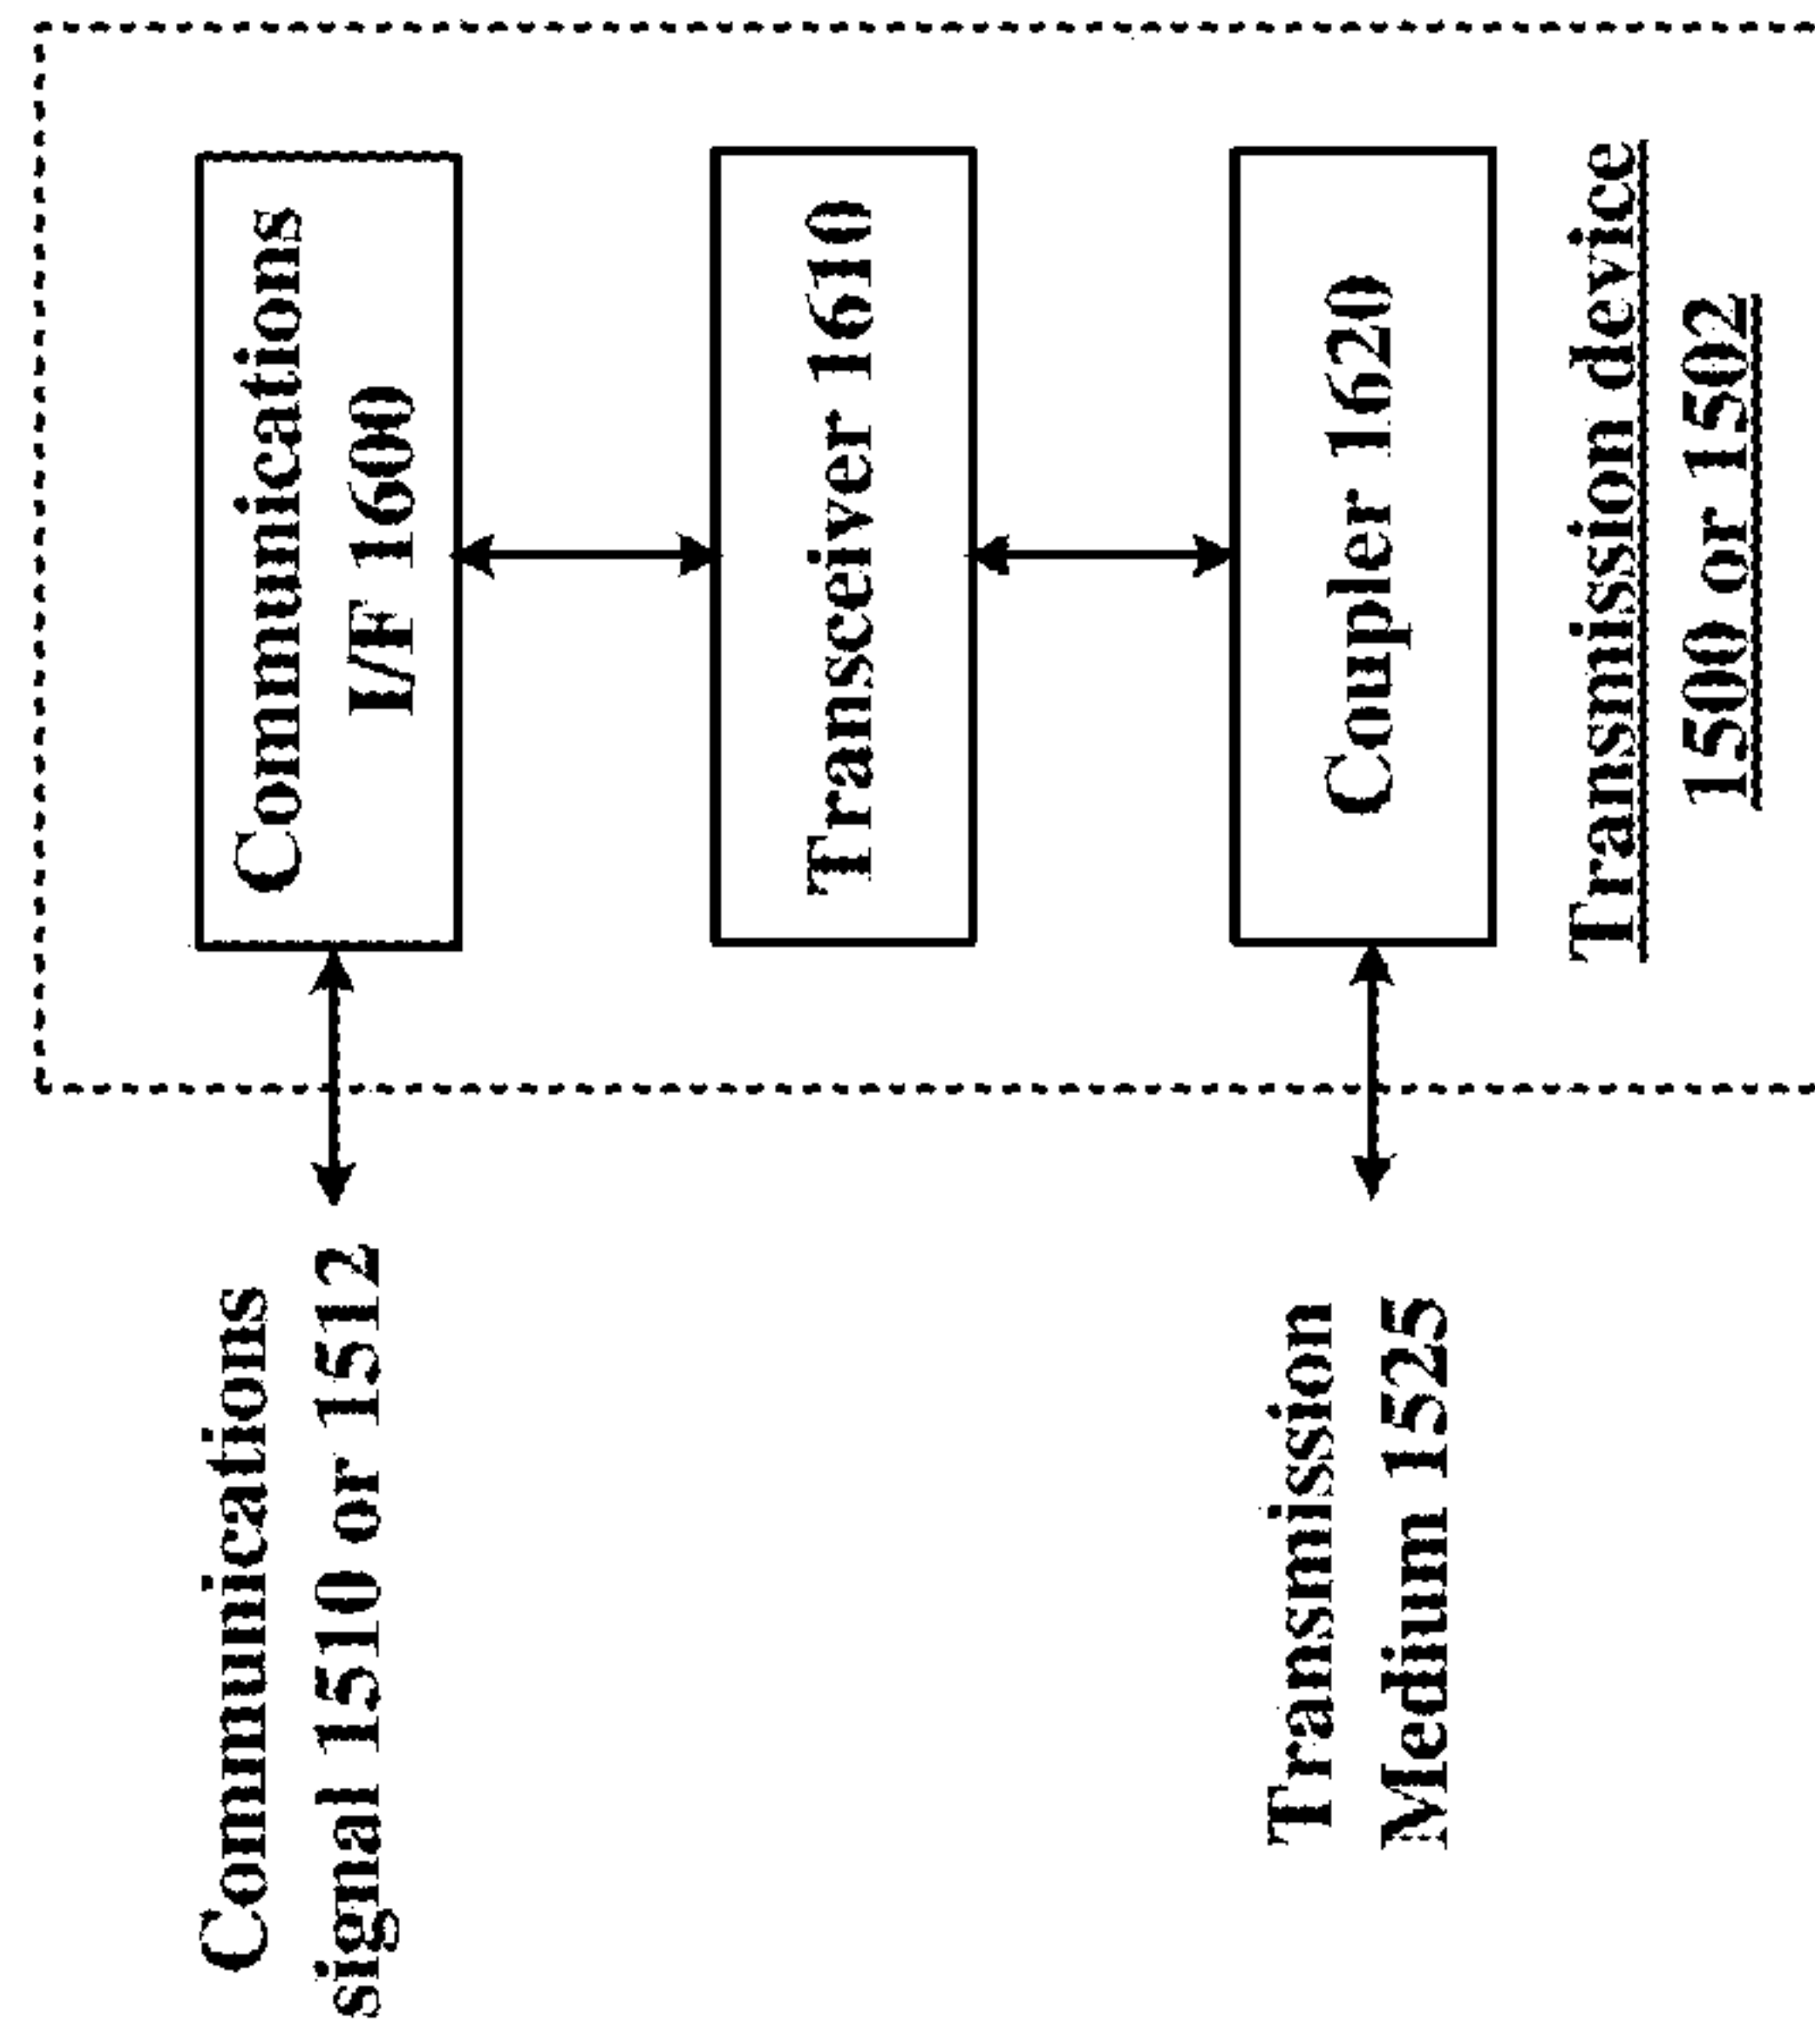 Communications
signal 1510 or 1512
Communications
I/F 1600
Transceiver 1610
Transmission
Medium 1525
Coupler 1620
Transmission device
1500 or 1502